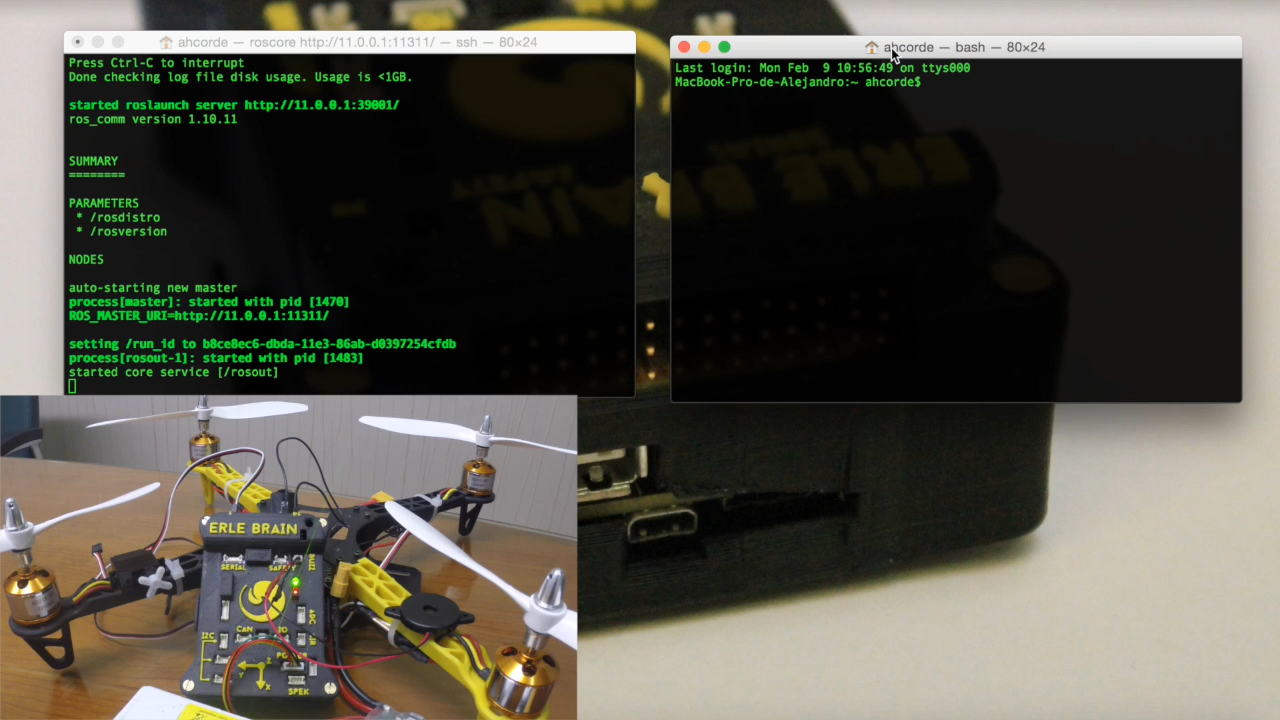 ahcorde — roscore http://11.0.0.1:11311/ — ssh — 80×24
Press Ctrl-C to interrupt
Done checking log file disk usage. Usage is <1GB.
started roslaunch server http://11.0.0.1:39001/
ros_comm version 1.10.11
SUMMARY
========
PARAMETERS
* /rosdistro
* /rosversion
NODES
auto-starting new master
process[master]: started with pid [1470]
ROS_MASTER_URI=http://11.0.0.1:11311/
setting /run_id to b8ce8ec6-dbda-11e3-86ab-d0397254cfdb
process[rosout-1]: started with pid [1483]
started core service [/rosout]
ahcorde — bash — 80×24
Last login: Mon Feb  9 10:56:49 on ttys000
MacBook-Pro-de-Alejandro:~ ahcorde$
ERLE BRAIN
ERLE BRAIN
SERIAL
SAFETY
BUZZ
ADC
I2C
CAN
IO
Z
Y
X
SPEK